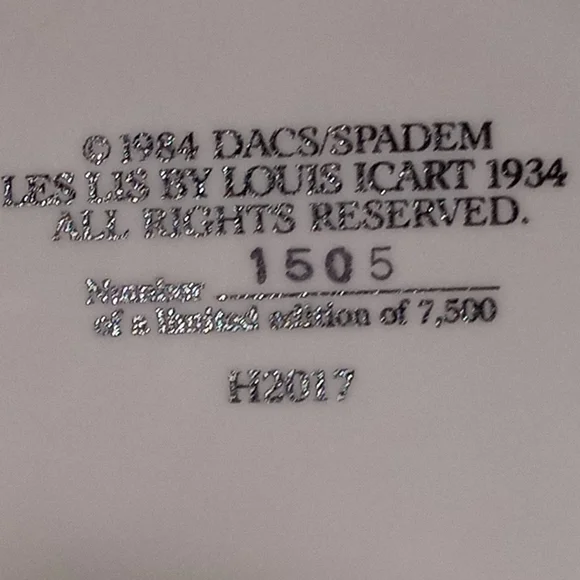 © 1984 DACS/SPADEM
LES LIS BY LOUIS ICART 1934
ALL RIGHTS RESERVED.
Number 1505
of a limited edition of 7,500
H2017